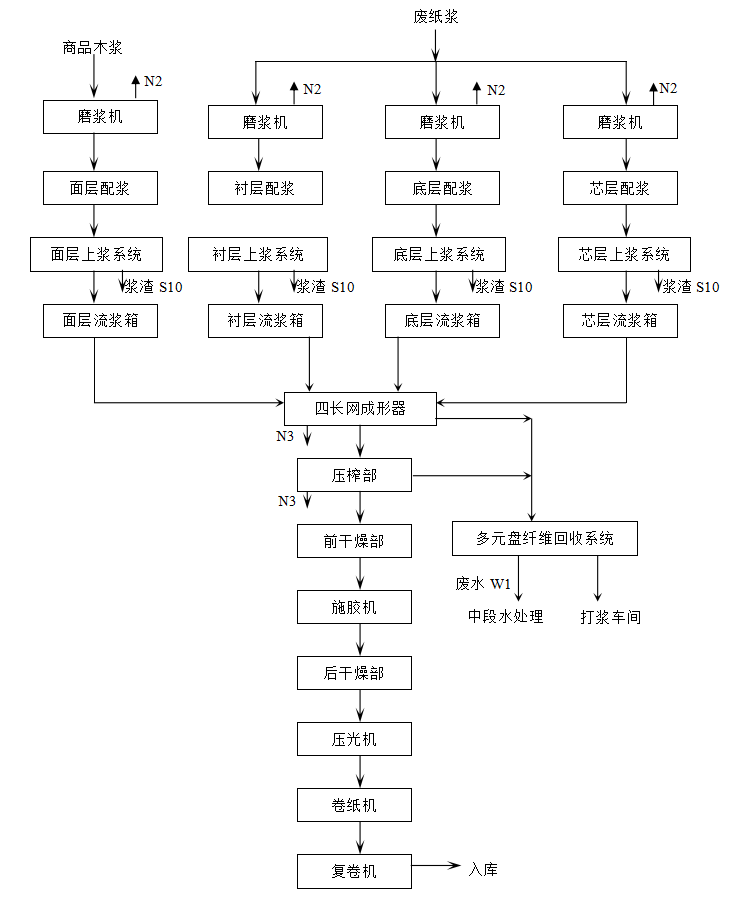 废纸浆
商品木浆
N2
N2
N2
N2
磨浆机
磨浆机
磨浆机
磨浆机
面层配浆
衬层配浆
底层配浆
芯层配浆
面层上浆系统
衬层上浆系统
底层上浆系统
芯层上浆系统
浆渣 S10
浆渣 S10
浆渣 S10
浆渣 S10
面层流浆箱
衬层流浆箱
底层流浆箱
芯层流浆箱
四长网成形器
N3
压榨部
N3
前干燥部
多元盘纤维回收系统
废水 W1
施胶机
中段水处理
打浆车间
后干燥部
压光机
卷纸机
复卷机
入库